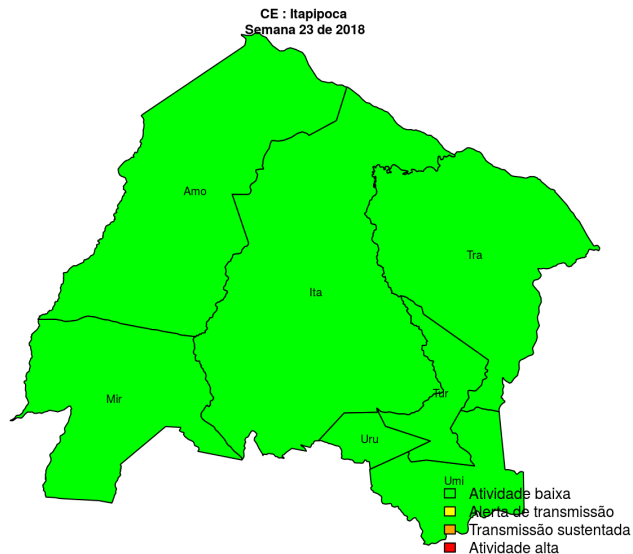 CE : Itapipoca
Semana 23 de 2018
Amo
Tra
Ita
Tur
Mir
Uru
Umi
Atividade baixa
Alerta de transmissão
Transmissão sustentada
Atividade alta